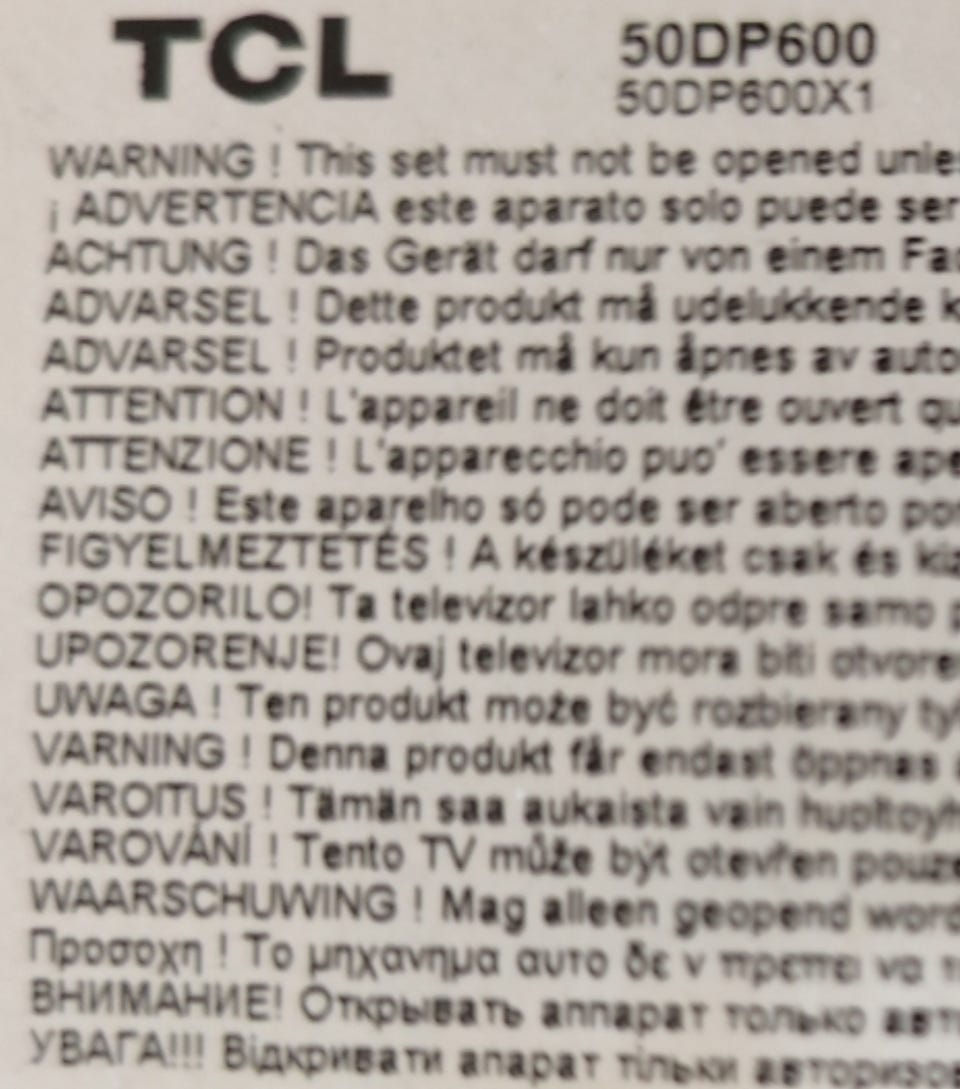 TCL
50DP600
50DP600X1
WARNING ! This set must not be opened
¡ ADVERTENCIA este aparato solo puede ser
ACHTUNG ! Das Gerät darf nur von einem
ADVARSEL ! Dette produkt må udelukkende
ADVARSEL ! Produktet må kun åpnes av
ATTENTION ! L'appareil ne doit être ouvert
ATTENZIONE ! L'apparecchio puo' essere
AVISO ! Este aparelho só pode ser aberto
FIGYELMEZTETÉS ! A készüléket csak és
OPOZORILO! Ta televizor lahko odpre samo
UPOZORENJE! Ovaj televizor mora biti
UWAGA ! Ten produkt może być rozbierany
VARNING ! Denna produkt får endast öppnas
VAROITUS ! Tämän saa aukaista vain
VAROVÁNÍ ! Tento TV může být otevřen pouze
WAARSCHUWING ! Mag alleen geopend
Προσοχη ! Το μηχανημα αυτο δε ν πρεπει να
ВНИМАНИЕ! Открывать аппарат только
УВАГА!!! Відкривати апарат тільки